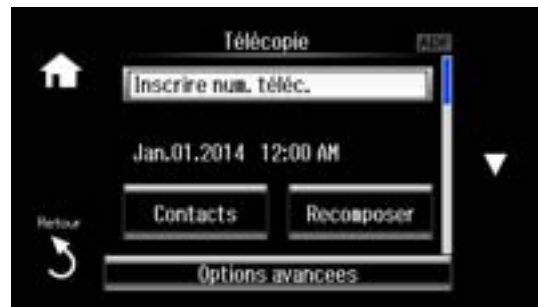 Télécopie ADF
Inscrire num. téléc.
Jan.01.2014 12:00 AM
Contacts Recomposer
Retour
Options avancees